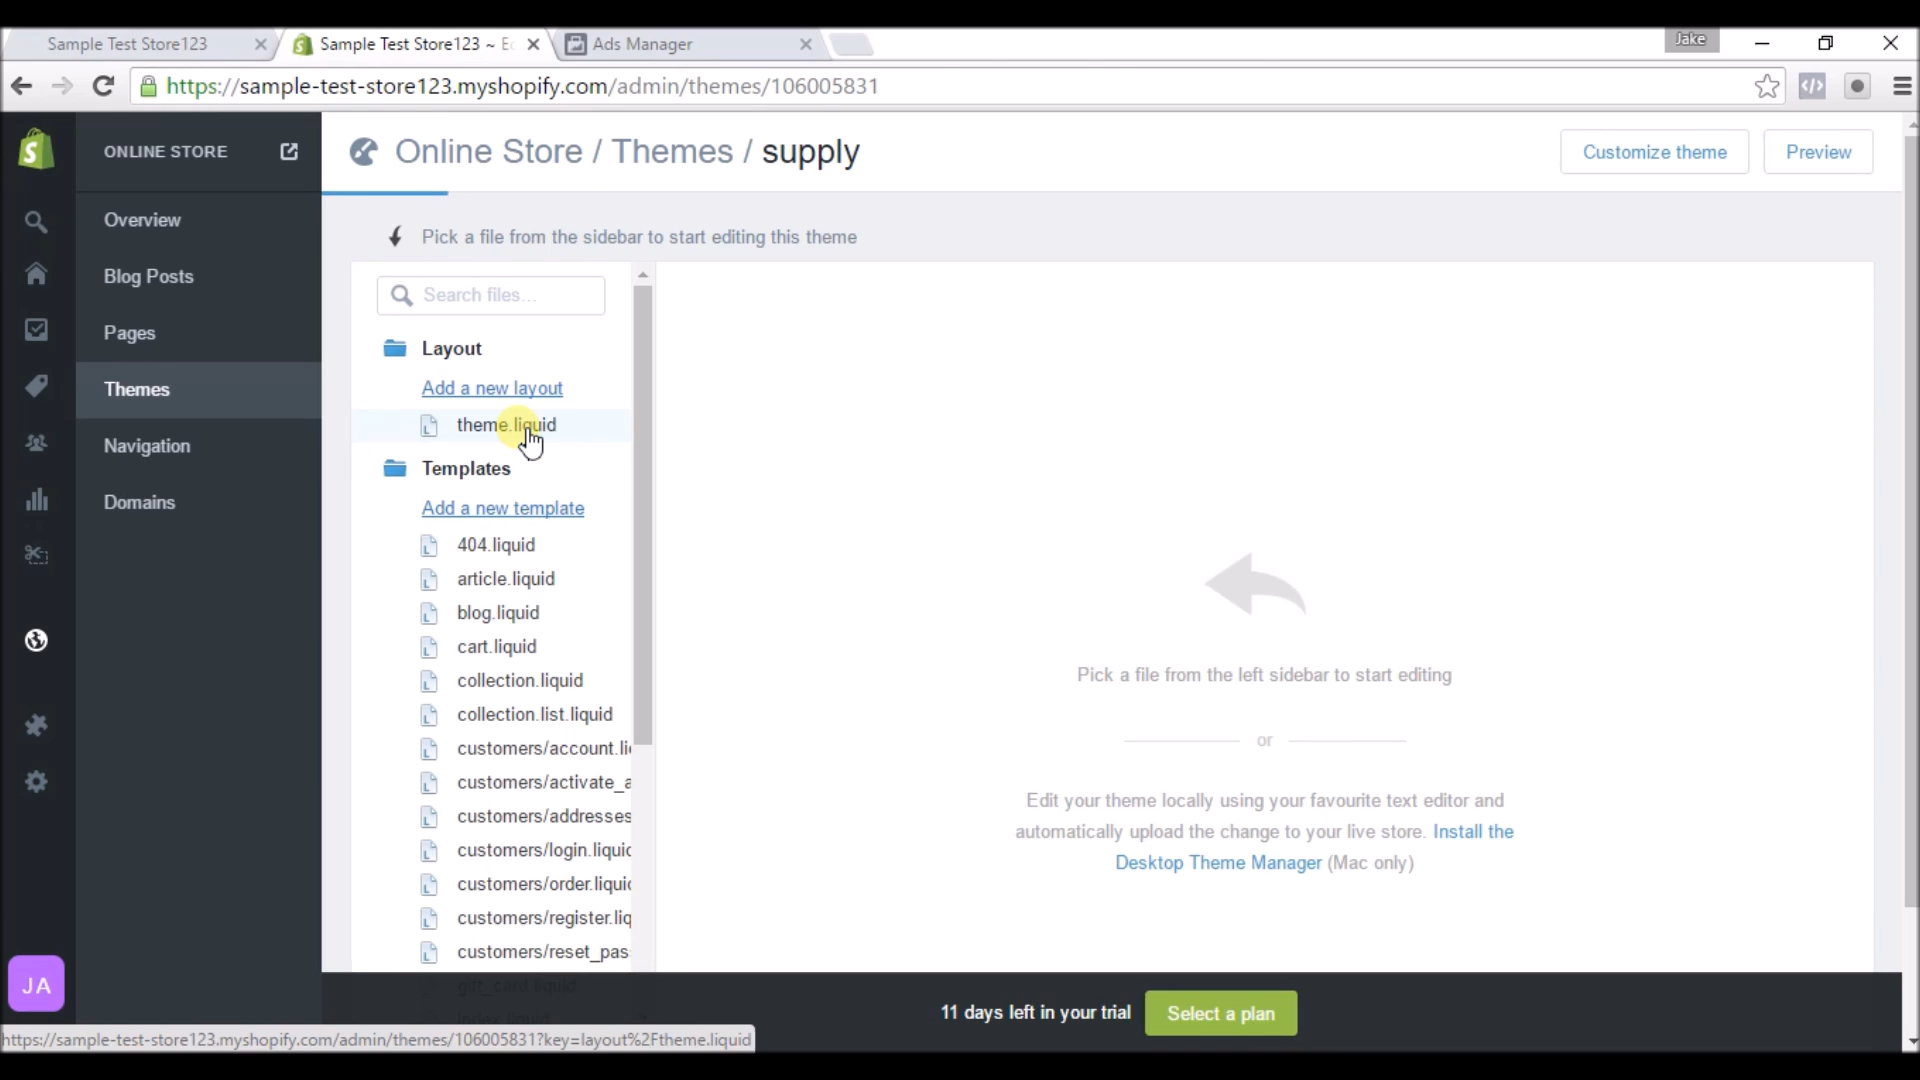 Sample Test Store123
Sample Test Store123 ~ E
Ads Manager
Jake
https://sample-test-store123.myshopify.com/admin/themes/106005831
ONLINE STORE
Online Store / Themes / supply
Customize theme
Preview
Overview
Blog Posts
Pages
Themes
Navigation
Domains
Pick a file from the sidebar to start editing this theme
Search files...
Layout
Add a new layout
theme.liquid
Templates
Add a new template
404.liquid
article.liquid
blog.liquid
cart.liquid
collection.liquid
collection.list.liquid
customers/account.li
customers/activate_a
customers/addresses
customers/login.liquid
customers/order.liquid
customers/register.liq
customers/reset_pas
gift_card.liquid
index.liquid
Pick a file from the left sidebar to start editing
or
Edit your theme locally using your favourite text editor and
automatically upload the change to your live store. Install the
Desktop Theme Manager (Mac only)
JA
11 days left in your trial
Select a plan
https://sample-test-store123.myshopify.com/admin/themes/106005831?key=layout%2Ftheme.liquid